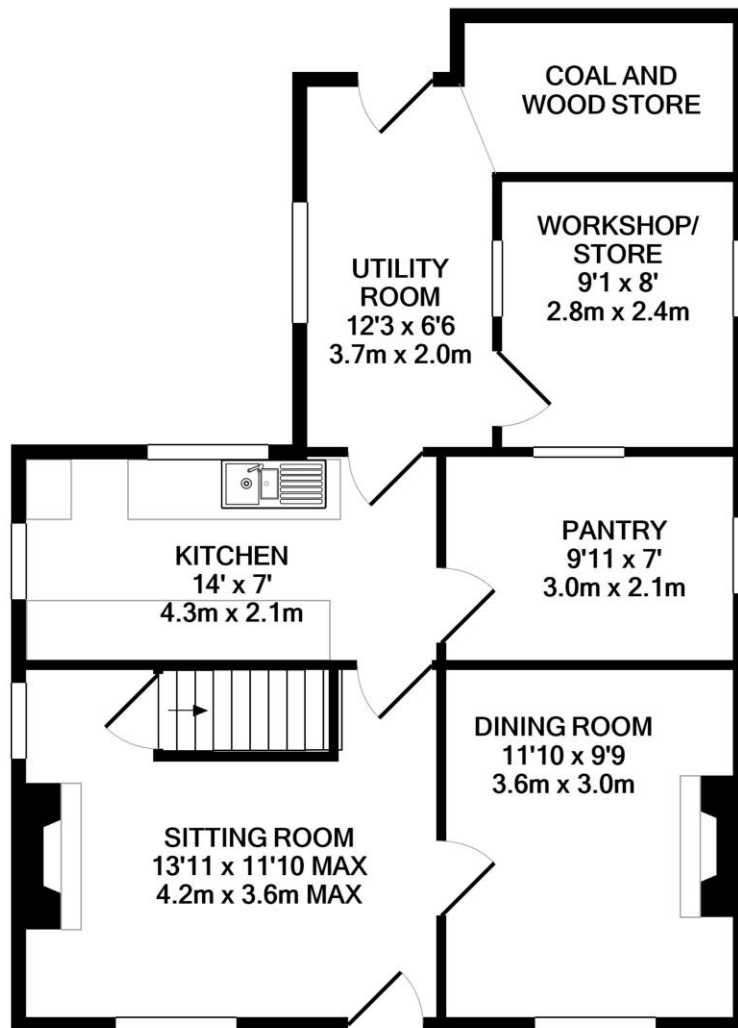 COAL AND
WOOD STORE
WORKSHOP/
STORE
9'1 x 8'
2.8m x 2.4m
UTILITY
ROOM
12'3 x 6'6
3.7m x 2.0m
KITCHEN
14' x 7'
4.3m x 2.1m
PANTRY
9'11 x 7'
3.0m x 2.1m
DINING ROOM
11'10 x 9'9
3.6m x 3.0m
SITTING ROOM
13'11 x 11'10 MAX
4.2m x 3.6m MAX